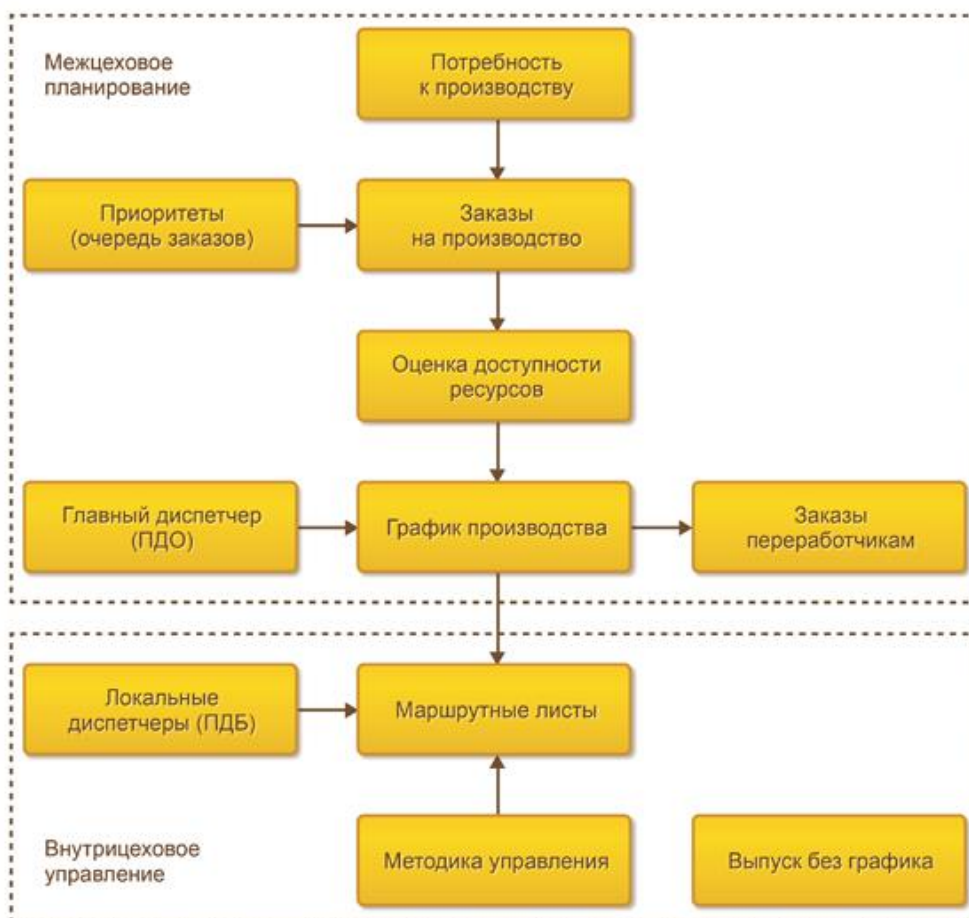 Межцеховое
планирование
Потребность
к производству
Приоритеты
(очередь заказов)
Заказы
на производство
Оценка доступности
ресурсов
Главный диспетчер
(ПДО)
График производства
Заказы
переработчикам
Локальные
диспетчеры (ПДБ)
Маршрутные листы
Внутрицеховое
управление
Методика управления
Выпуск без графика